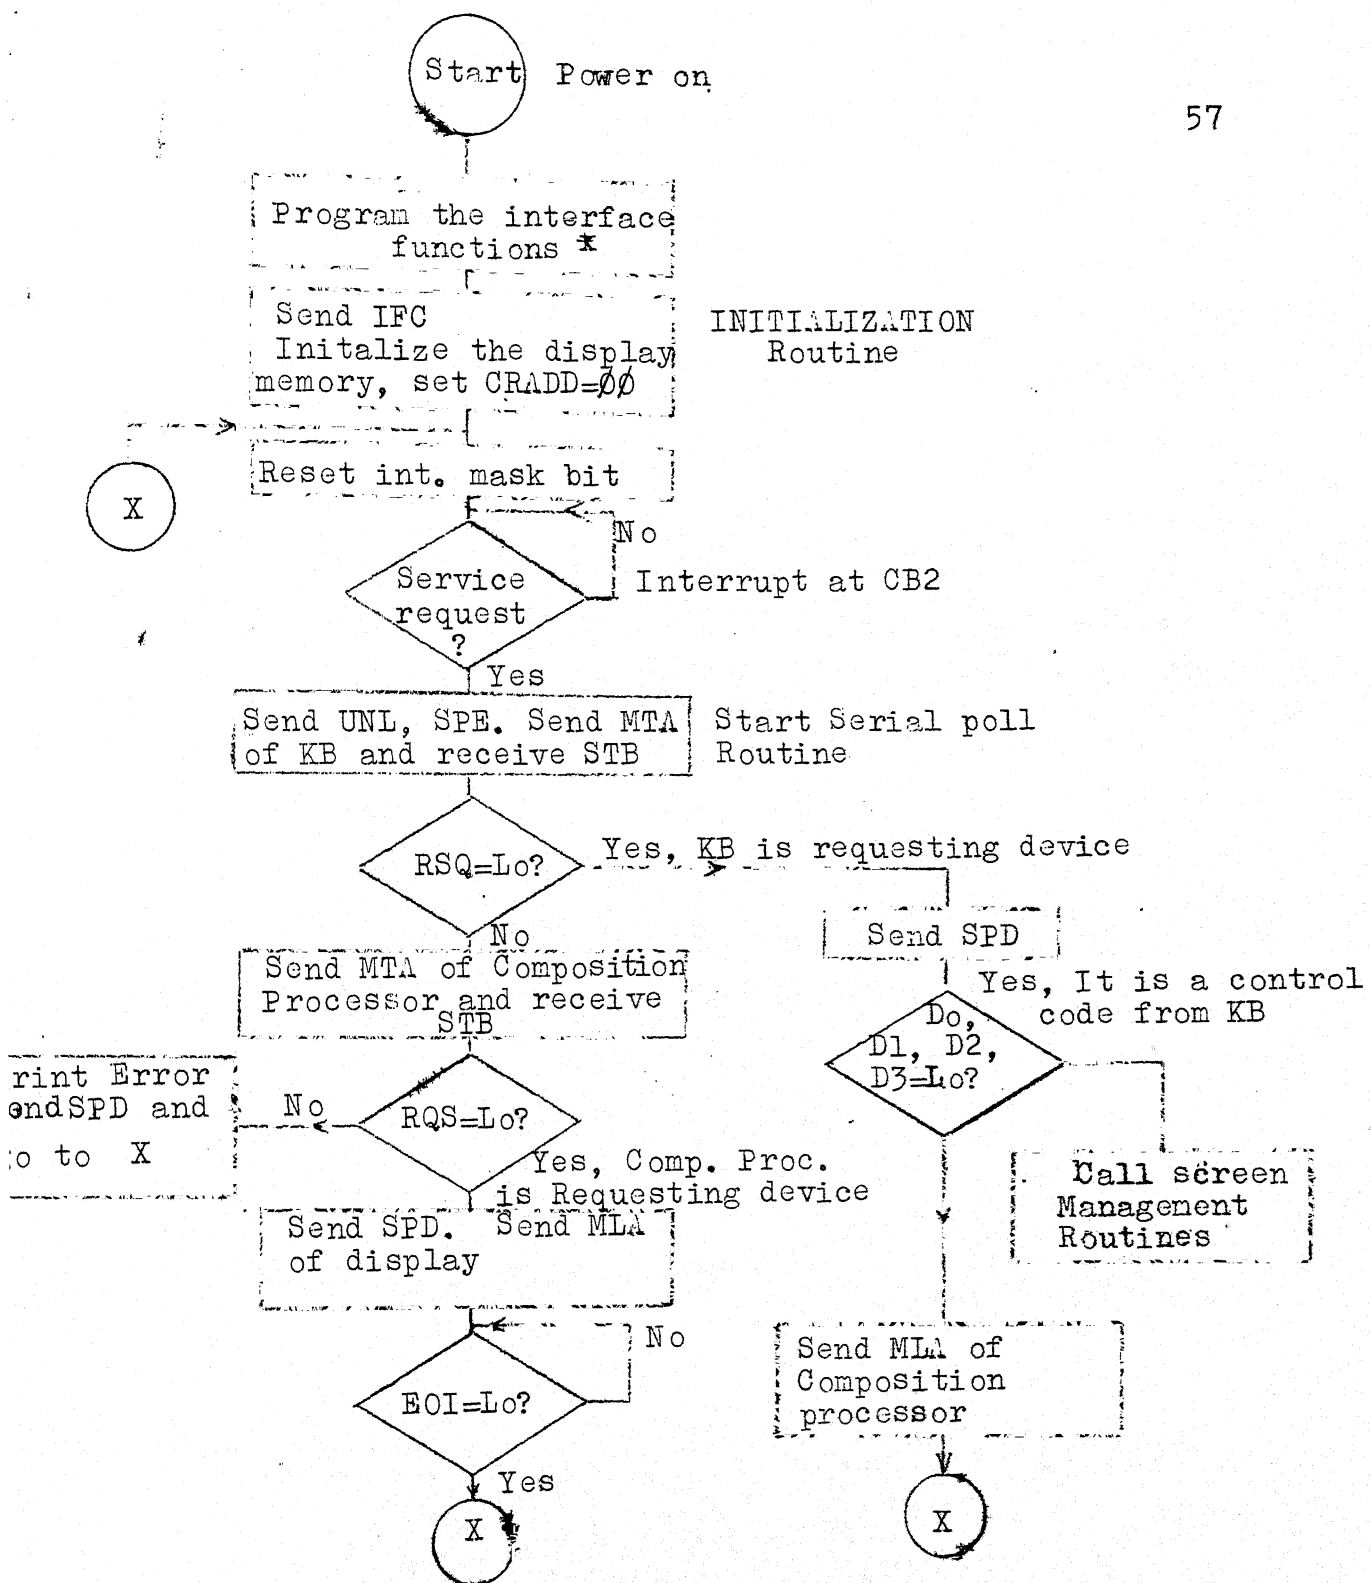 Start Power on
57
Program the interface
functions *
Send IFC
Initalize the display
memory, set CRADD=ØØ
INITIALIZATION
Routine
X
Reset int. mask bit
No
Service
request
?
Interrupt at CB2
Yes
Send UNL, SPE. Send MTA
of KB and receive STB
Start Serial poll
Routine
RSQ=Lo?
Yes, KB is requesting device
No
Send SPD
Send MTA of Composition
Processor and receive
STB
Yes, It is a control
code from KB
Do,
D1, D2,
D3=Lo?
rint Error
endSPD and
o to X
No
RQS=Lo?
Yes, Comp. Proc.
is Requesting device
Call screen
Management
Routines
Send SPD. Send MLA
of display
No
EOI=Lo?
Yes
X
Send MLA of
Composition
processor
X